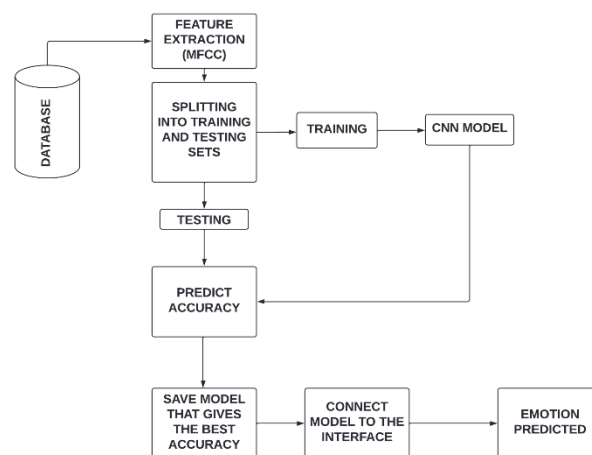 FEATURE
EXTRACTION
(MFCC)
DATABASE
SPLITTING
INTO TRAINING
AND TESTING
SETS
TRAINING
CNN MODEL
TESTING
PREDICT
ACCURACY
SAVE MODEL
THAT GIVES
THE BEST
ACCURACY
CONNECT
MODEL TO THE
INTERFACE
EMOTION
PREDICTED